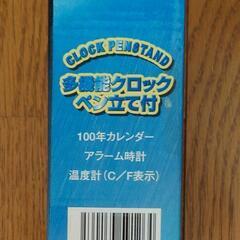 CLOCK PENSTAND
多機能クロック
ペン立て付
100年カレンダー
アラーム時計
温度計（C／F表示）